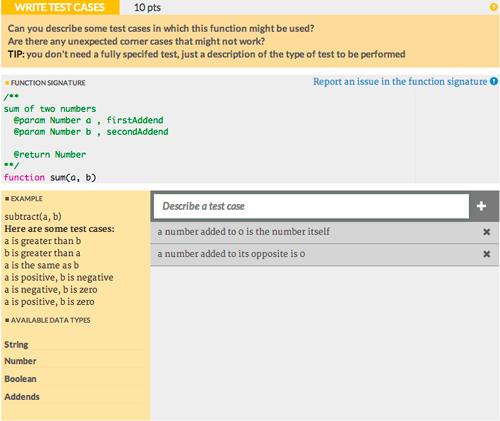 WRITE TEST CASES 10 pts
Can you describe some test cases in which this function might be used?
Are there any unexpected corner cases that might not work?
TIP: you don't need a fully specifed test, just a description of the type of test to be performed
FUNCTION SIGNATURE
Report an issue in the function signature
/**
sum of two numbers
@param Number a , firstAddend
@param Number b , secondAddend
@return Number
**/
function sum(a, b)
EXAMPLE
subtract(a, b)
Here are some test cases:
a is greater than b
b is greater than a
a is the same as b
a is positive, b is negative
a is negative, b is zero
a is positive, b is zero
AVAILABLE DATA TYPES
String
Number
Boolean
Addends
Describe a test case
a number added to 0 is the number itself
a number added to its opposite is 0